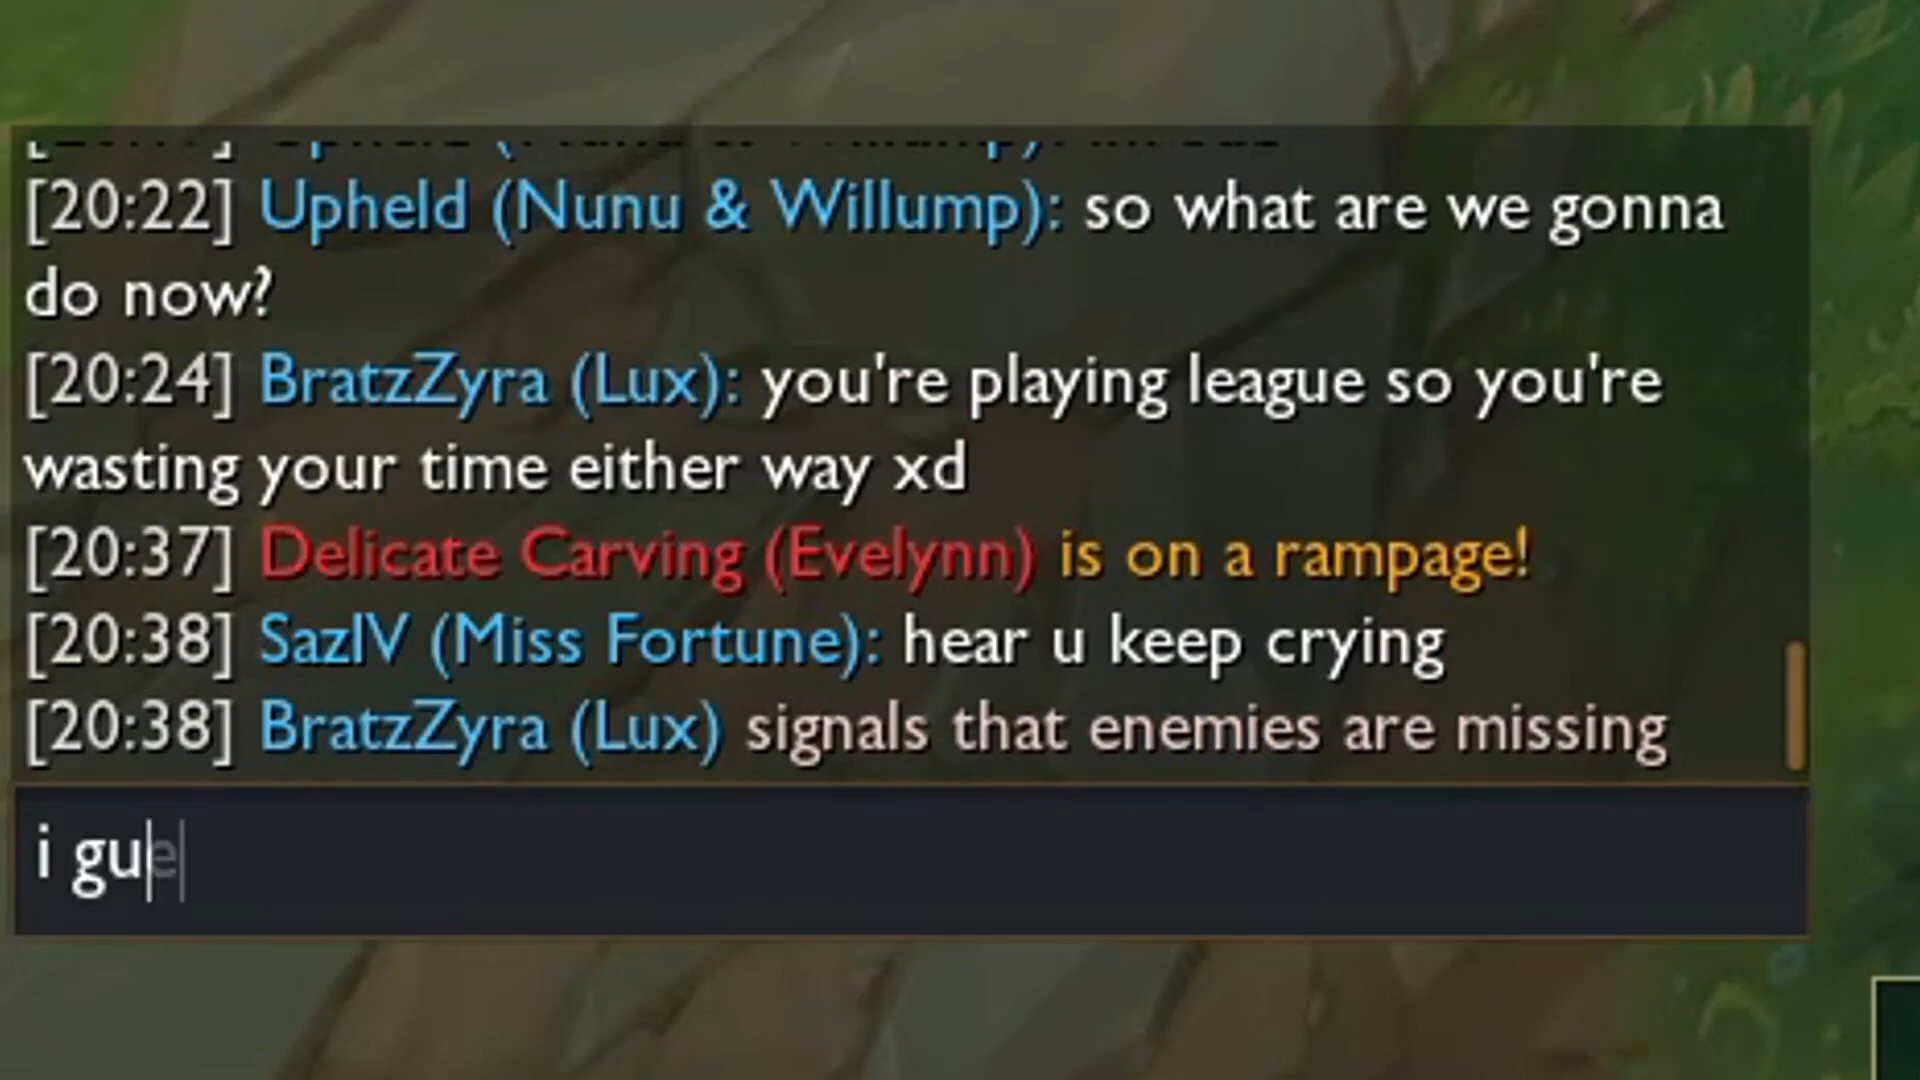 [20:22] Upheld (Nunu & Willump): so what are we gonna
do now?
[20:24] BratzZyra (Lux): you're playing league so you're
wasting your time either way xd
[20:37] Delicate Carving (Evelynn) is on a rampage!
[20:38] SazIV (Miss Fortune): hear u keep crying
[20:38] BratzZyra (Lux) signals that enemies are missing
i gu